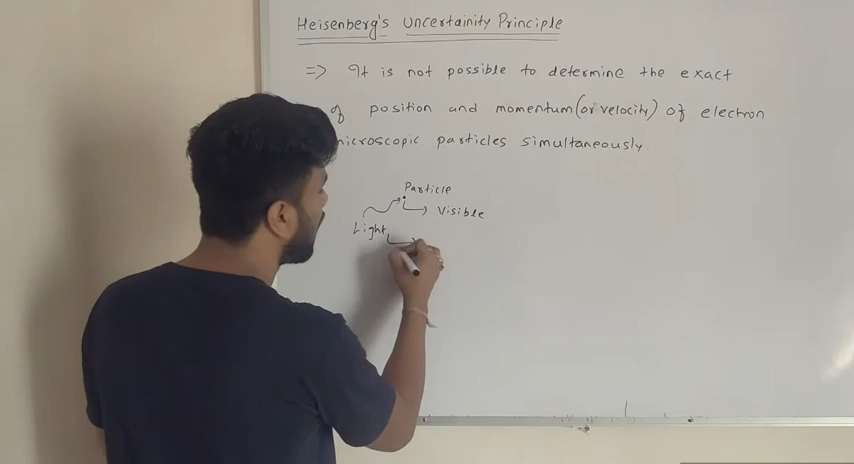 Heisenberg's Uncertainity Principle
=> It is not possible to determine the exact
of position and momentum (or velocity) of electron
microscopic particles simultaneously.
Particle
Visible
Light